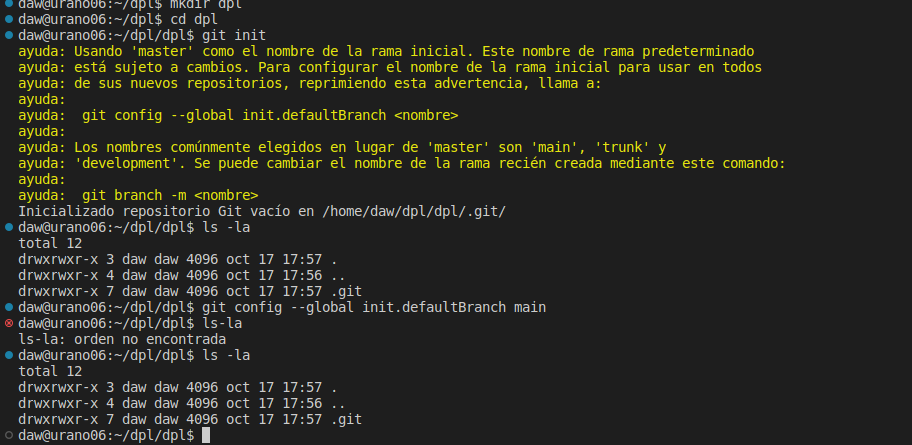 daw@urano06:~/dpl$ mkdir dpl
daw@urano06:~/dpl$ cd dpl
daw@urano06:~/dpl/dpl$ git init
ayuda: Usando 'master' como el nombre de la rama inicial. Este nombre de rama predeterminado
ayuda: está sujeto a cambios. Para configurar el nombre de la rama inicial para usar en todos
ayuda: de sus nuevos repositorios, reprimiendo esta advertencia, llama a:
ayuda:
ayuda:  git config --global init.defaultBranch <nombre>
ayuda:
ayuda: Los nombres comúnmente elegidos en lugar de 'master' son 'main', 'trunk' y
ayuda: 'development'. Se puede cambiar el nombre de la rama recién creada mediante este comando:
ayuda:
ayuda:  git branch -m <nombre>
Inicializado repositorio Git vacío en /home/daw/dpl/dpl/.git/
daw@urano06:~/dpl/dpl$ ls -la
total 12
drwxrwxr-x 3 daw daw 4096 oct 17 17:57 .
drwxrwxr-x 4 daw daw 4096 oct 17 17:56 ..
drwxrwxr-x 7 daw daw 4096 oct 17 17:57 .git
daw@urano06:~/dpl/dpl$ git config --global init.defaultBranch main
daw@urano06:~/dpl/dpl$ ls-la
ls-la: orden no encontrada
daw@urano06:~/dpl/dpl$ ls -la
total 12
drwxrwxr-x 3 daw daw 4096 oct 17 17:57 .
drwxrwxr-x 4 daw daw 4096 oct 17 17:56 ..
drwxrwxr-x 7 daw daw 4096 oct 17 17:57 .git
daw@urano06:~/dpl/dpl$